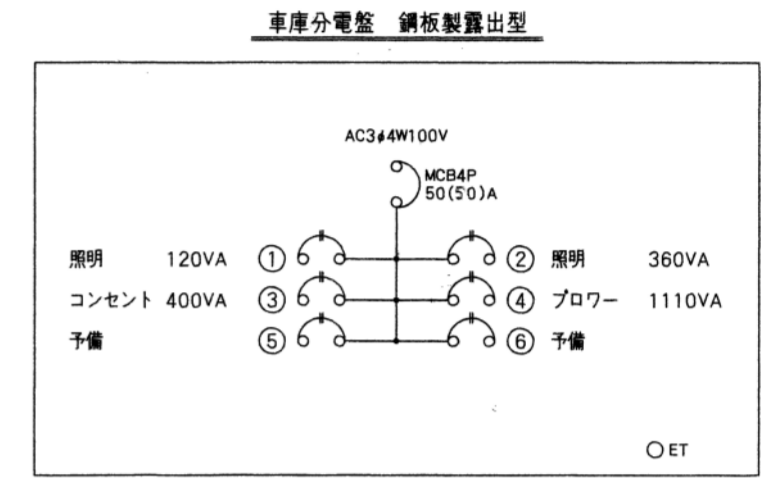 車庫分電盤　鋼板製露出型
AC3φ4W100V
MCB4P
50(50)A
照明　120VA　①　②　照明　360VA
コンセント　400VA　③　④　ブロワー　1110VA
予備　⑤　⑥　予備
ET